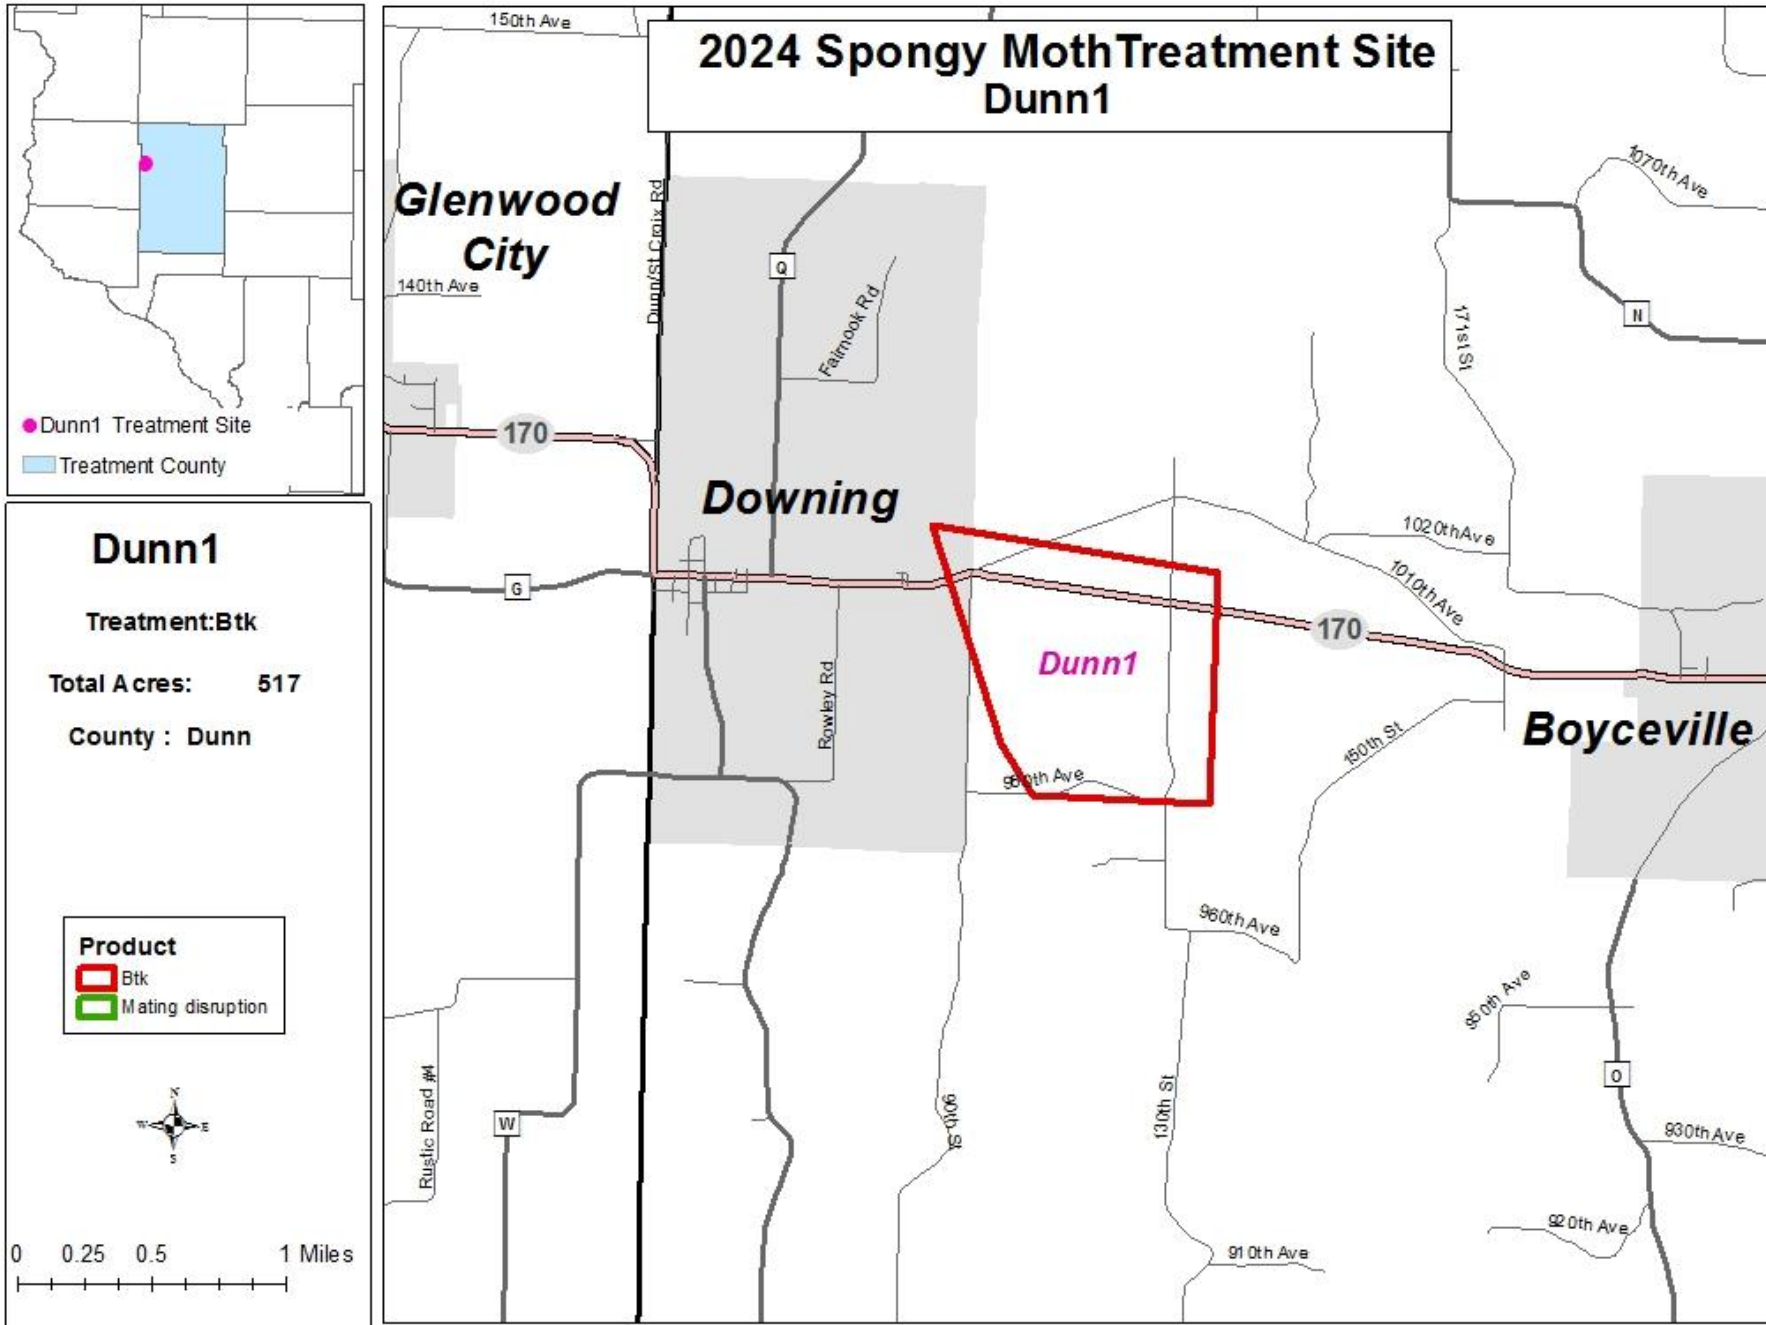 2024 Spongy MothTreatment Site
Dunn1
Dunn1 Treatment Site
Treatment County
Dunn1
Treatment:Btk
Total Acres: 517
County : Dunn
Product
Btk
Mating disruption
N
W E
S
0 0.25 0.5 1 Miles
150th Ave
1070th Ave
Glenwood
City
Dunn/St Croix Rd
Q
140th Ave
Fairnook Rd
N
171st St
170
Downing
1020thAve
1010th Ave
G
170
Dunn1
Rowley Rd
Boyceville
150th St
960th Ave
950th Ave
O
Rustic Road #4
W
90th St
130th St
930th Ave
920th Ave
910th Ave